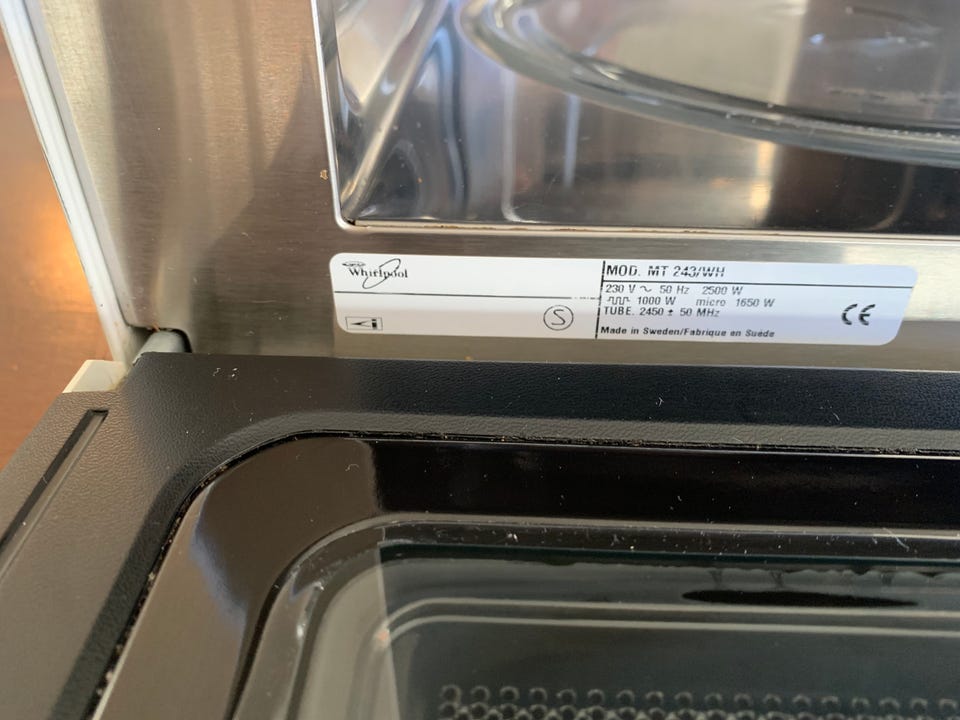 Whirlpool
MOD. MT 243/WH
230 V ~ 50 Hz 2500 W
1000 W micro 1650 W
TUBE. 2450 ± 50 MHz
S
CE
Made in Sweden/Fabrique en Suède